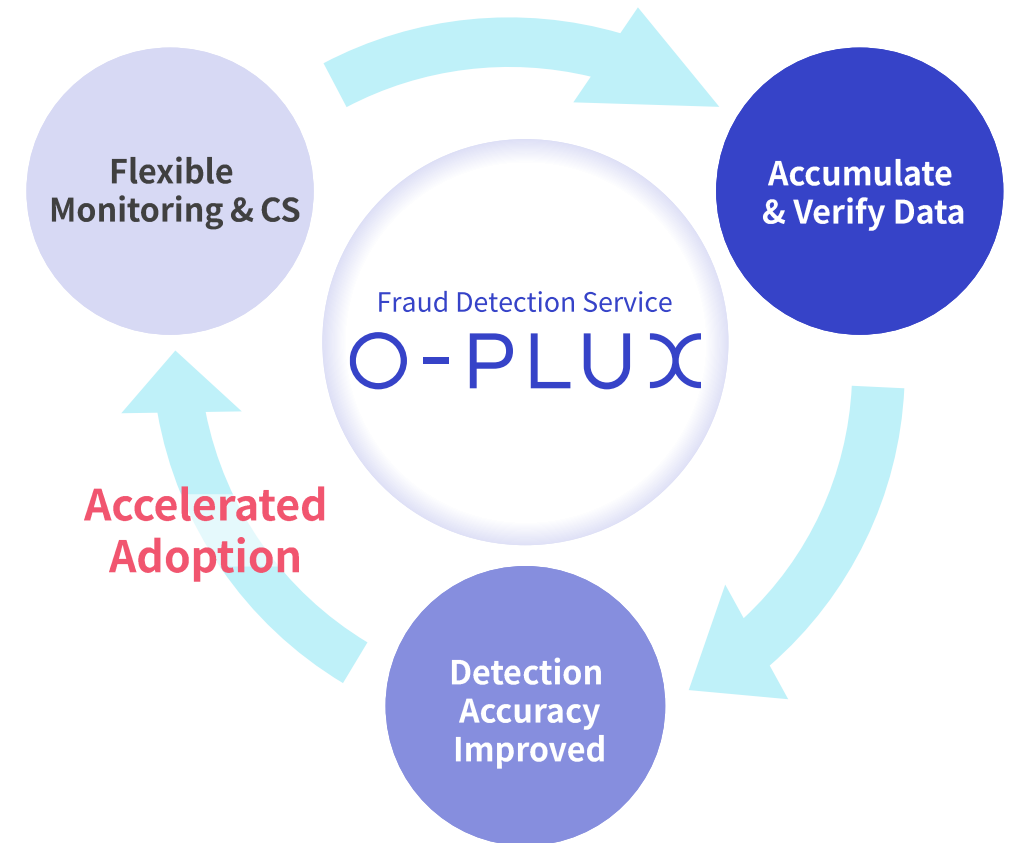 Flexible
Monitoring & CS
Accumulate
& Verify Data
Fraud Detection Service
O-PLUX
Accelerated
Adoption
Detection
Accuracy
Improved